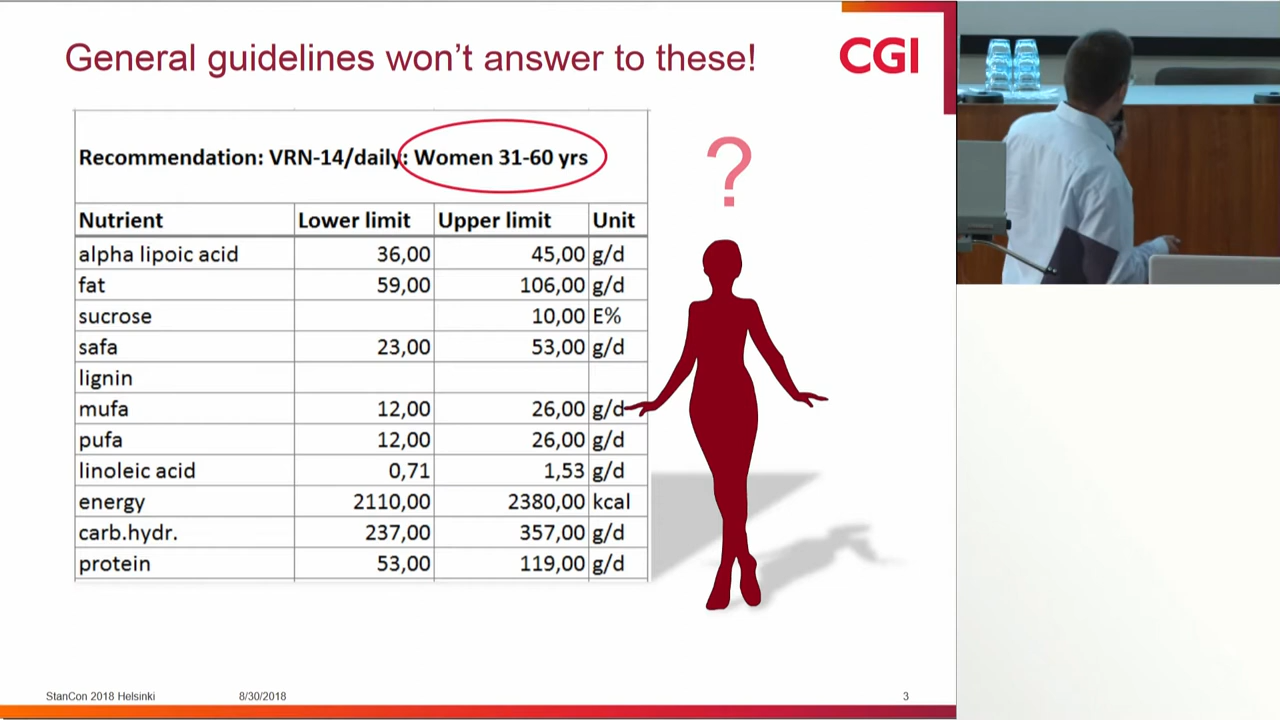 General guidelines won't answer to these!
CGI
Recommendation: VRN-14/daily: Women 31-60 yrs
Nutrient Lower limit Upper limit Unit
alpha lipoic acid 36,00 45,00 g/d
fat 59,00 106,00 g/d
sucrose 10,00 E%
safa 23,00 53,00 g/d
lignin
mufa 12,00 26,00 g/d
pufa 12,00 26,00 g/d
linoleic acid 0,71 1,53 g/d
energy 2110,00 2380,00 kcal
carb.hydr. 237,00 357,00 g/d
protein 53,00 119,00 g/d
?
StanCon 2018 Helsinki 8/30/2018 3